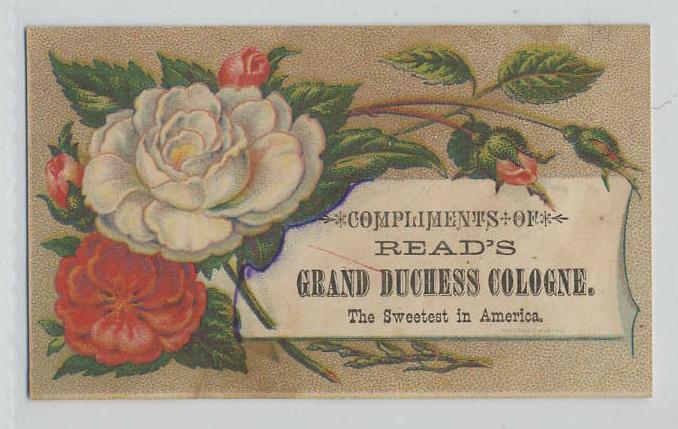 COMPLIMENTS OF
READ'S
GRAND DUCHESS COLOGNE.
The Sweetest in America.